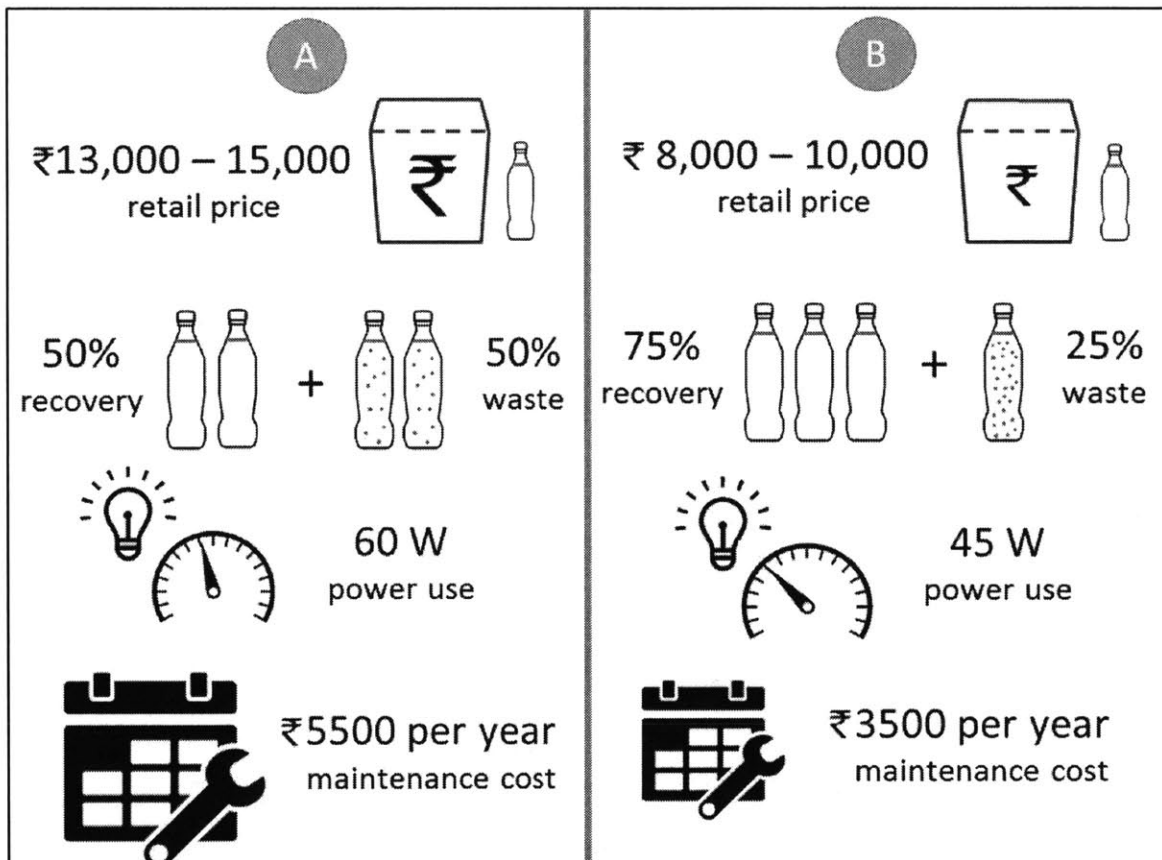 A
₹13,000 – 15,000
retail price
₹
50%
recovery
+
50%
waste
60 W
power use
₹5500 per year
maintenance cost
B
₹ 8,000 – 10,000
retail price
₹
75%
recovery
+
25%
waste
45 W
power use
₹3500 per year
maintenance cost